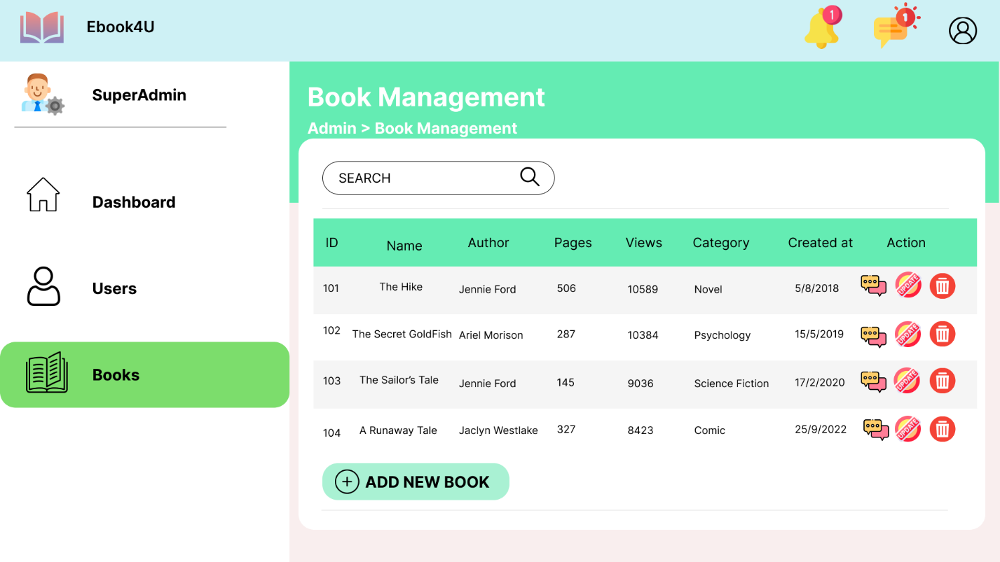 Ebook4U
1
1
SuperAdmin
Dashboard
Users
Books
Book Management
Admin > Book Management
SEARCH
ID Name Author Pages Views Category Created at Action
101 The Hike Jennie Ford 506 10589 Novel 5/8/2018 UPDATE
102 The Secret GoldFish Ariel Morison 287 10384 Psychology 15/5/2019 UPDATE
103 The Sailor’s Tale Jennie Ford 145 9036 Science Fiction 17/2/2020 UPDATE
104 A Runaway Tale Jaclyn Westlake 327 8423 Comic 25/9/2022 UPDATE
ADD NEW BOOK